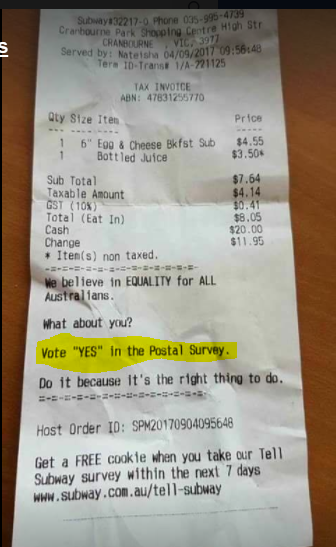 s
Subway#32217-0 Phone 035-995-4739
Cranbourne Park Shopping Centre High Str
CRANBOURNE , VIC, 3977
Served by: Nateisha 04/09/2017 09:56:48
Term ID-Trans# 1/A-721125
TAX INVOICE
ABN: 47831255770
Qty Size Item Price
--- ---- ---- -----
1 6" Egg & Cheese Bkfst Sub $4.55
1 Bottled Juice $3.50*
Sub Total $7.64
Taxable Amount $4.14
GST (10%) $0.41
Total (Eat In) $8.05
Cash $20.00
Change $11.95
* Item(s) non taxed.
-=-=-=-=-=-=-=-=-=-=-=-=-
We believe in EQUALITY for ALL
Australians.
What about you?
Vote "YES" in the Postal Survey.
Do it because it's the right thing to do.
=-=-=-=-=-=-=-=-=-=-=-=-=
Host Order ID: SPM20170904095648
Get a FREE cookie when you take our Tell
Subway survey within the next 7 days
www.subway.com.au/tell-subway